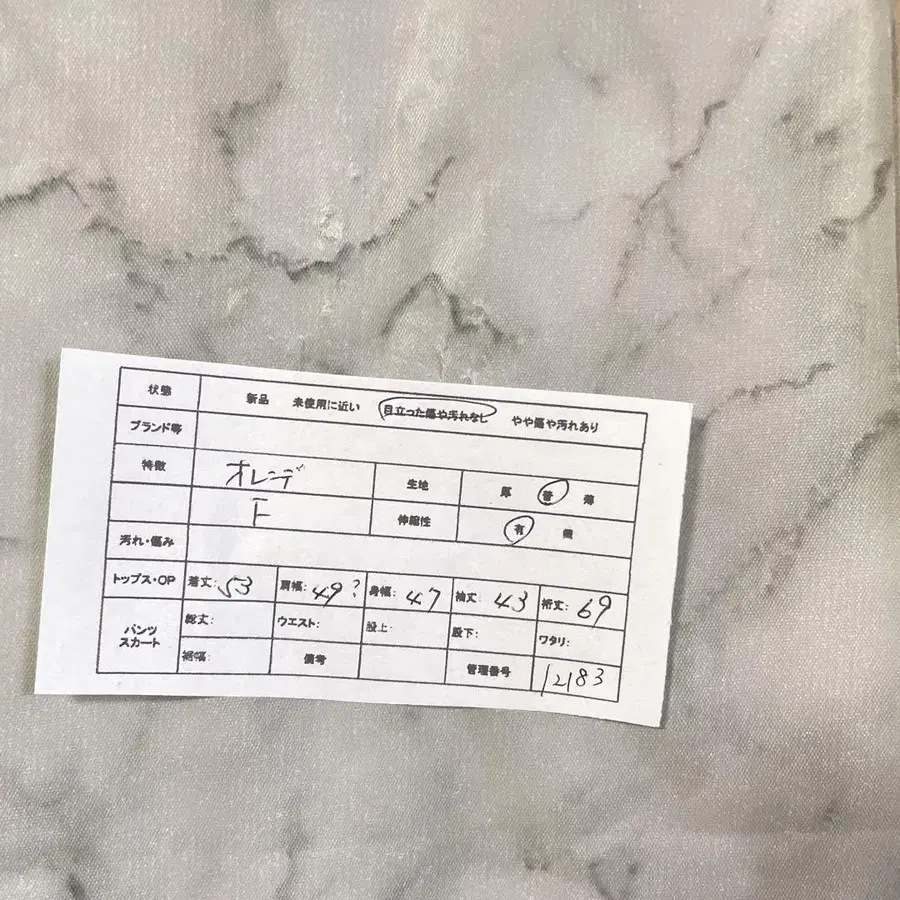 状態 新品 未使用に近い 目立った傷や汚れなし やや傷や汚れあり
ブランド等
特徴 オレンヂ 生地 厚 普 薄
F 伸縮性 有 無
汚れ・傷み
トップス・OP 着丈: 53 肩幅: 49? 身幅: 47 袖丈: 43 裄丈: 69
パンツ スカート 総丈: ウエスト: 股上: 股下: ワタリ:
裾幅: 備考 管理番号 12183